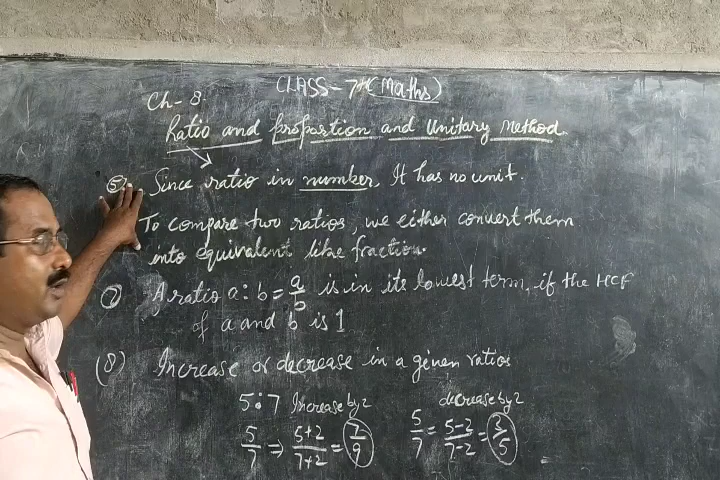 CLASS - 7th (Maths)
Ch- 8.
Ratio and proportion and Unitary Method.
(5) Since ratio in number, It has no unit.
To compare two ratios, we either convert them
into equivalent like fraction.
(7) A ratio a : b = a/b is in its lowest term, if the HCF
of a and b is 1
(8) Increase or decrease in a given ratios
5:7 Increase by 2 decrease by 2
5/7 ⇒ 5+2/7+2 = 7/9 5/7 = 5-2/7-2 = 3/5